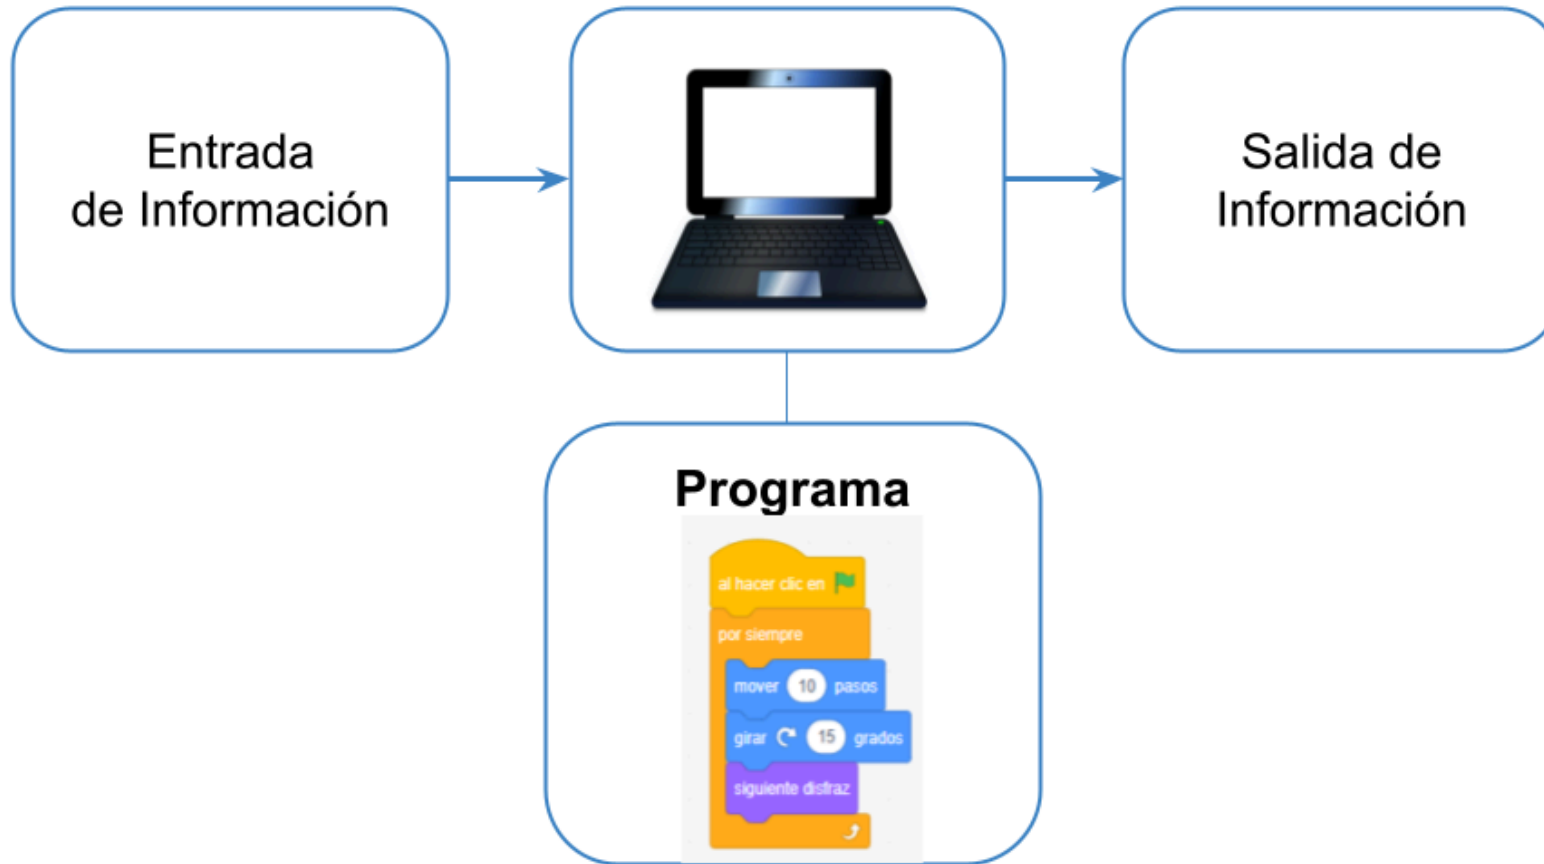 Entrada
de Información
Salida de
Información
Programa
al hacer clic en
por siempre
mover 10 pasos
girar 15 grados
siguiente disfraz